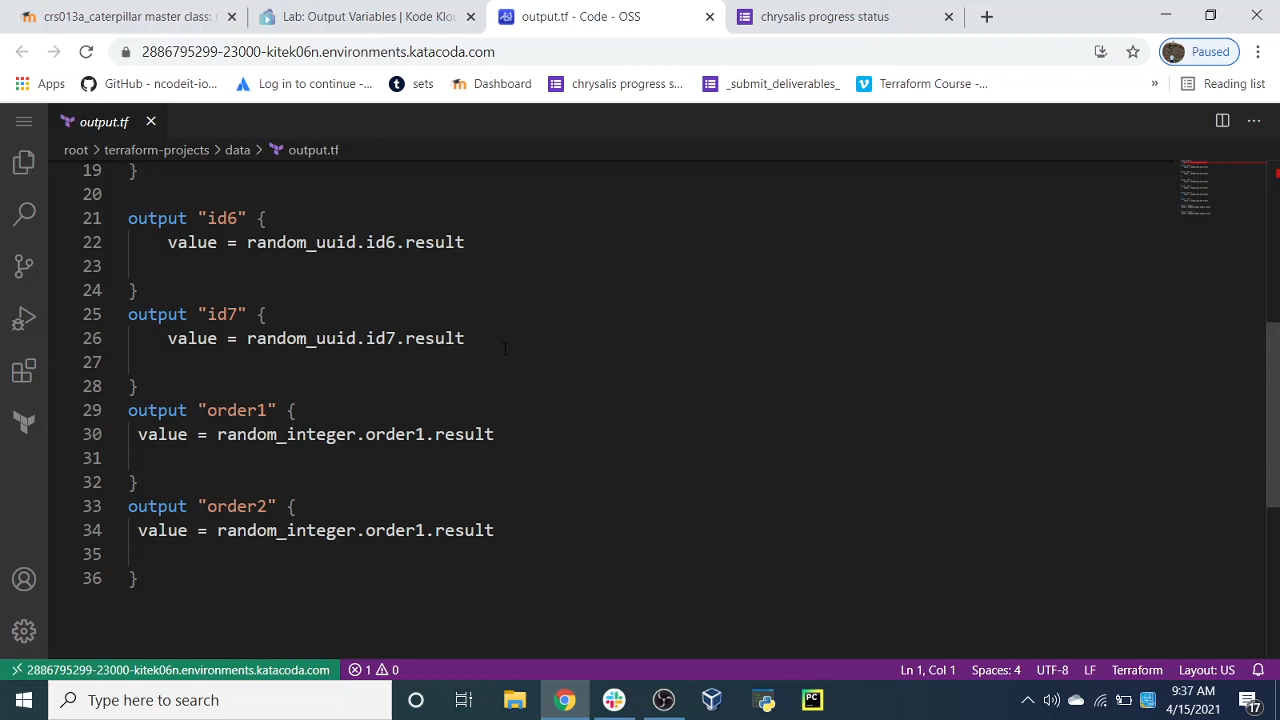 ecs013a_caterpillar master class:
Lab: Output Variables | Kode Klou
output.tf - Code - OSS
chrysalis progress status
2886795299-23000-kitek06n.environments.katacoda.com
Paused
Apps
GitHub - ncodeit-io...
Log in to continue -...
sets
Dashboard
chrysalis progress s...
_submit_deliverables_
Terraform Course -...
»
Reading list
output.tf
root > terraform-projects > data > output.tf
19 }
20
21 output "id6" {
22 value = random_uuid.id6.result
23
24 }
25 output "id7" {
26 value = random_uuid.id7.result
27
28 }
29 output "order1" {
30 value = random_integer.order1.result
31
32 }
33 output "order2" {
34 value = random_integer.order1.result
35
36 }
2886795299-23000-kitek06n.environments.katacoda.com
1 0
Ln 1, Col 1
Spaces: 4
UTF-8
LF
Terraform
Layout: US
Type here to search
PC
9:37 AM
4/15/2021
17